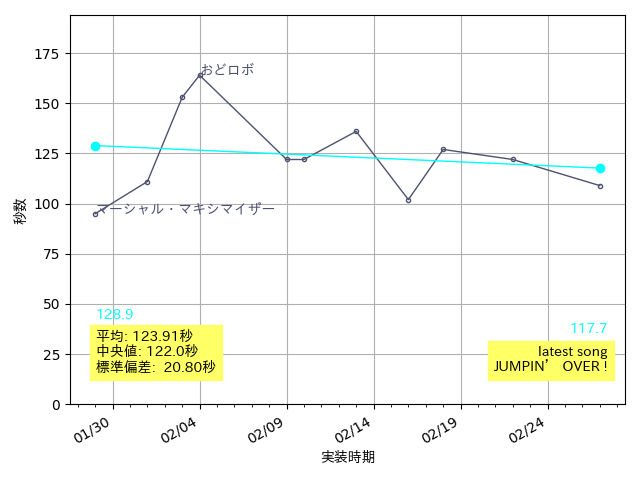 175
150
125
100
75
50
25
0
秒数
おどロボ
マーシャル・マキシマイザー
128.9
平均: 123.91秒
中央値: 122.0秒
標準偏差: 20.80秒
117.7
latest song
JUMPIN’ OVER !
01/30
02/04
02/09
02/14
02/19
02/24
実装時期